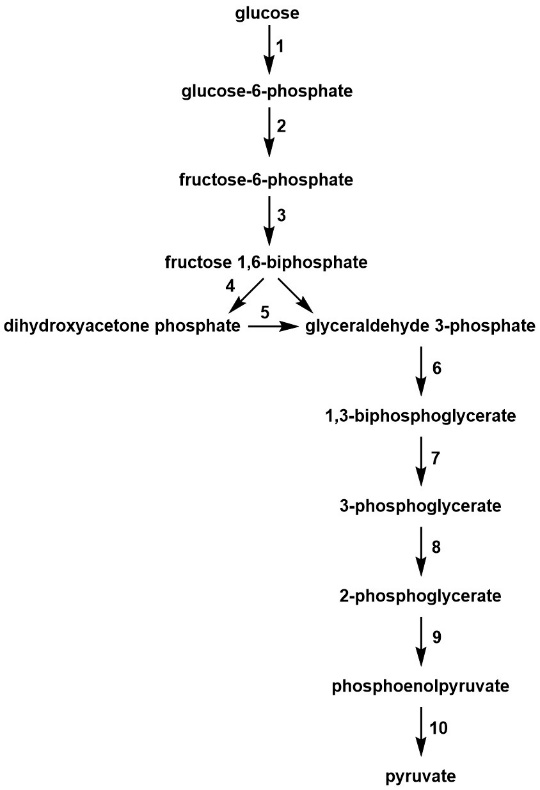 glucose
1
glucose-6-phosphate
2
fructose-6-phosphate
3
fructose 1,6-biphosphate
4
dihydroxyacetone phosphate
5
glyceraldehyde 3-phosphate
6
1,3-biphosphoglycerate
7
3-phosphoglycerate
8
2-phosphoglycerate
9
phosphoenolpyruvate
10
pyruvate